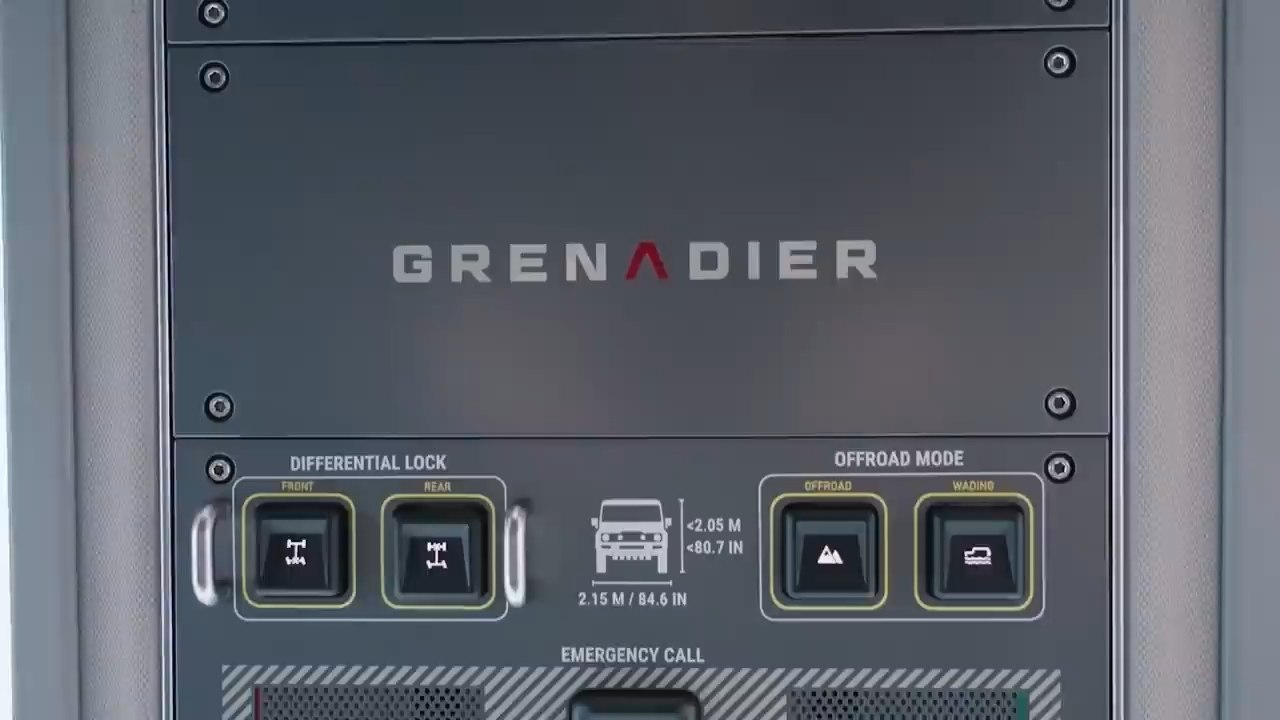 GRENADIER
DIFFERENTIAL LOCK
OFFROAD MODE
FRONT
REAR
OFFROAD
WADING
<2.05 M
<80.7 IN
2.15 M / 84.6 IN
EMERGENCY CALL